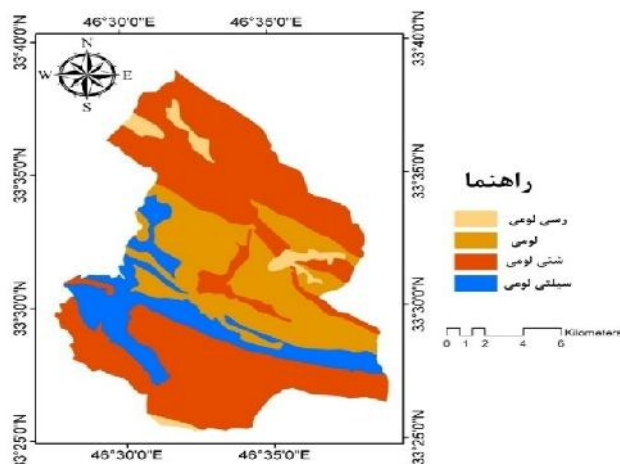 46°30'0"E 46°35'0"E
33°40'0"N 33°40'0"N
N
W E
S
33°35'0"N 33°35'0"N
راهنما
رسی لومی
لومی
شنی لومی
سیلتی لومی
33°30'0"N 33°30'0"N
Kilometers
0 1 2 4 6
33°25'0"N 33°25'0"N
46°30'0"E 46°35'0"E